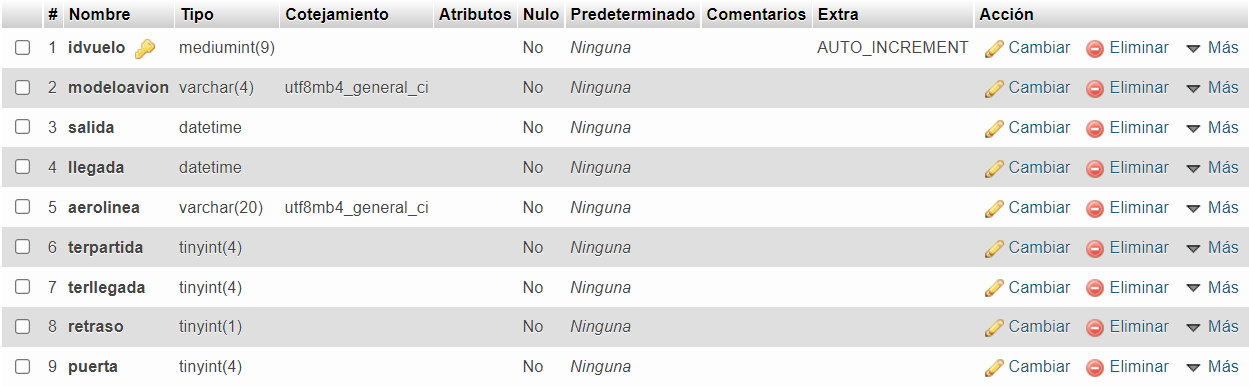 # Nombre Tipo Cotejamiento Atributos Nulo Predeterminado Comentarios Extra Acción
1 idvuelo mediumint(9) No Ninguna AUTO_INCREMENT Cambiar Eliminar Más
2 modeloavion varchar(4) utf8mb4_general_ci No Ninguna Cambiar Eliminar Más
3 salida datetime No Ninguna Cambiar Eliminar Más
4 llegada datetime No Ninguna Cambiar Eliminar Más
5 aerolinea varchar(20) utf8mb4_general_ci No Ninguna Cambiar Eliminar Más
6 terpartida tinyint(4) No Ninguna Cambiar Eliminar Más
7 terllegada tinyint(4) No Ninguna Cambiar Eliminar Más
8 retraso tinyint(1) No Ninguna Cambiar Eliminar Más
9 puerta tinyint(4) No Ninguna Cambiar Eliminar Más